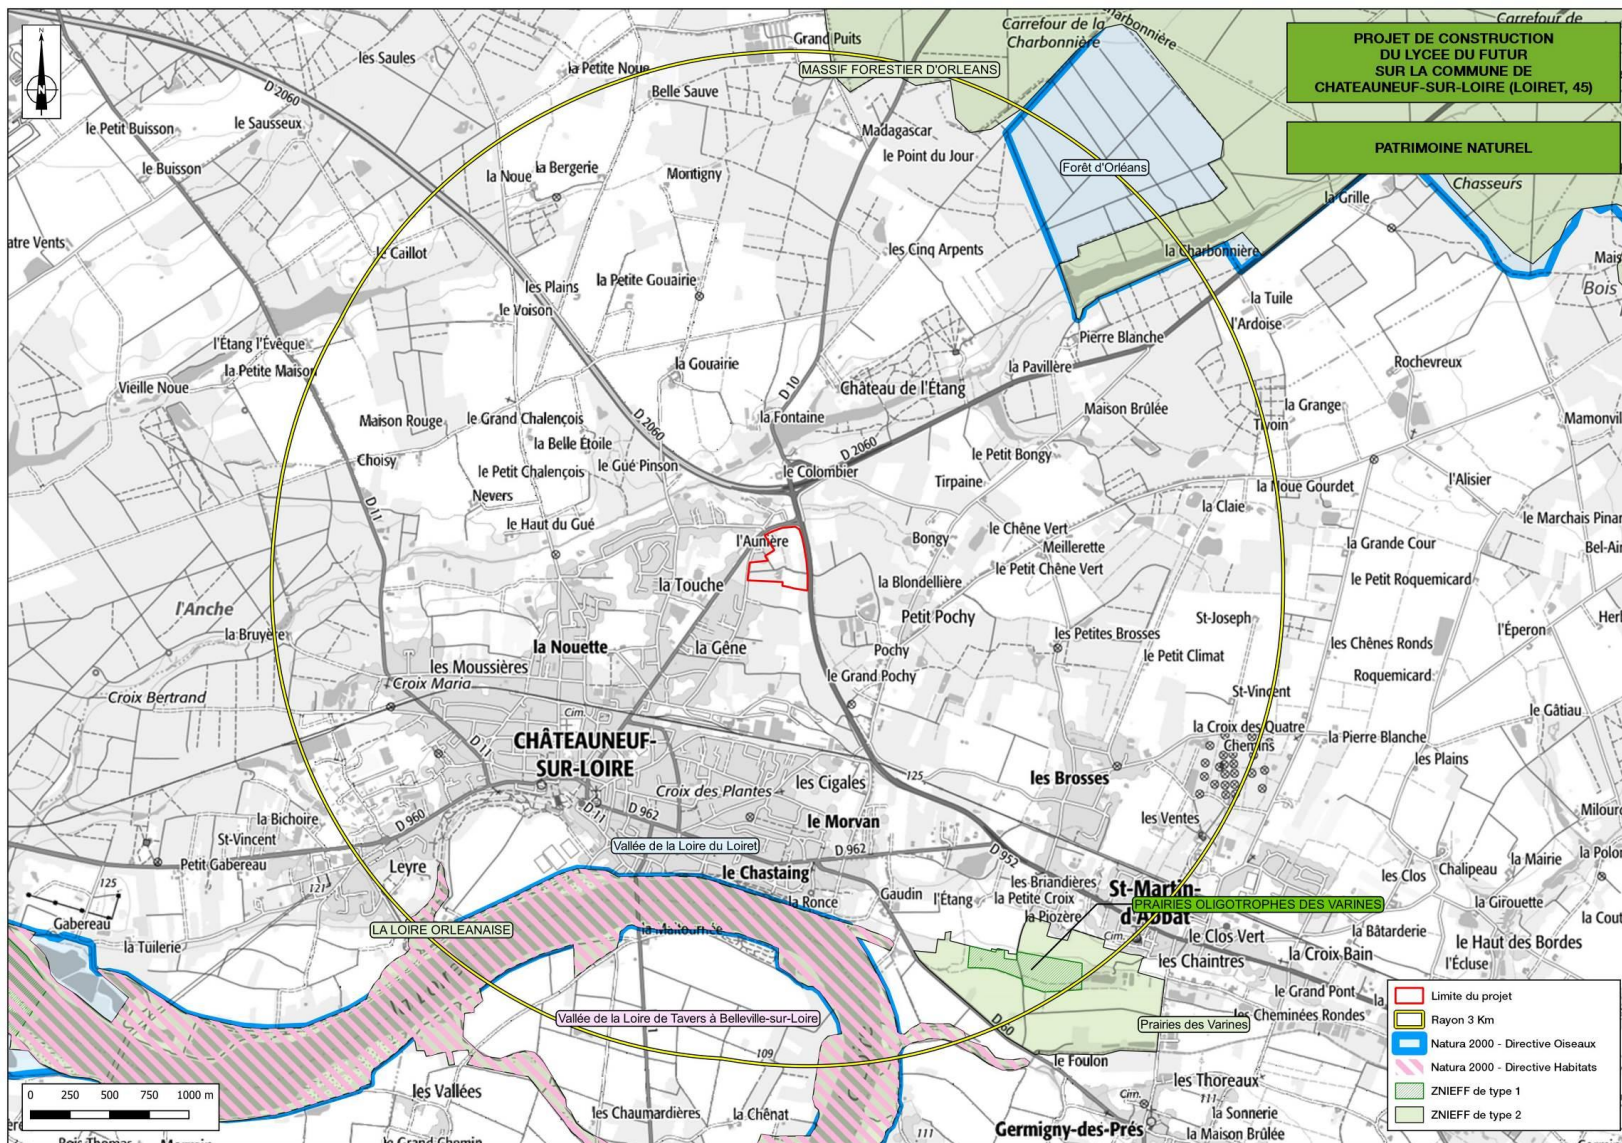 PROJET DE CONSTRUCTION
DU LYCEE DU FUTUR
SUR LA COMMUNE DE
CHATEAUNEUF-SUR-LOIRE (LOIRET, 45)
PATRIMOINE NATUREL
N
Grand Puits
Carrefour de la
Charbonnière
Charbonnière
Carrefour de
les Saules
la Petite Noue
MASSIF FORESTIER D'ORLEANS
D 2060
Belle Sauve
le Petit Buisson
le Sausseux
Madagascar
le Point du Jour
le Buisson
la Noue
la Bergerie
Montigny
Forêt d'Orléans
Chasseurs
la Grille
atre Vents
le Caillot
les Cinq Arpents
la Charbonnière
Mais
Bois
les Plains
la Petite Gouairie
le Voison
la Tuile
l'Ardoise
l'Étang l'Évêque
la Petite Maison
Vieille Noue
la Gouairie
D 10
Château de l'Étang
la Pavillère
Pierre Blanche
Rochevreux
Maison Rouge
le Grand Chalençois
la Belle Étoile
D 2060
la Fontaine
Maison Brûlée
la Grange
Tivoin
Mamonvil
Choisy
le Petit Chalençois
le Gué Pinson
le Colombier
D 2060
le Petit Bongy
Nevers
Tirpaine
la Noue Gourdet
l'Alisier
D 11
le Haut du Gué
l'Aumère
Bongy
le Chêne Vert
Meillerette
le Petit Chêne Vert
la Claie
la Grande Cour
le Marchais Pinar
Bel-Air
la Touche
la Blondellière
le Petit Roquemicard
l'Anche
la Bruyère
Petit Pochy
les Petites Brosses
St-Joseph
l'Éperon
Herl
la Nouette
la Gêne
Pochy
le Petit Climat
les Chênes Ronds
les Moussières
Croix Maria
Croix Bertrand
le Grand Pochy
Roquemicard
St-Vincent
le Gâtiau
Cim.
CHÂTEAUNEUF-
SUR-LOIRE
D 11
la Croix des Quatre
Chemins
la Pierre Blanche
les Plains
les Cigales
125
les Brosses
Croix des Plantes
la Bichoire
D 960
D 11
D 962
le Morvan
les Ventes
Milourd
St-Vincent
Petit Gabereau
Vallée de la Loire du Loiret
D 962
D 952
Leyre
le Chastaing
la Mairie
Chalipeau
la Polon
125
121
la Ronce
Gaudin
l'Étang
les Briandières
la Petite Croix
la Piozère
St-Martin-
d'Abbat
PRAIRIES OLIGOTROPHES DES VARINES
les Clos
la Girouette
la Cout
Gabereau
la Tuilerie
LA LOIRE ORLEANAISE
Cim.
le Clos Vert
la Bâtarderie
les Chaintres
la Croix Bain
le Haut des Bordes
l'Écluse
le Grand Pont
les Cheminées Rondes
Vallée de la Loire de Tavers à Belleville-sur-Loire
Prairies des Varines
D 60
109
le Foulon
les Vallées
les Thoreaux
111
les Chaumardières
la Chênat
Cim.
la Sonnerie
la Maison Brûlée
111
Germigny-des-Prés
Bois Thomas
le Grand Chemin
0 250 500 750 1000 m
Limite du projet
Rayon 3 Km
Natura 2000 - Directive Oiseaux
Natura 2000 - Directive Habitats
ZNIEFF de type 1
ZNIEFF de type 2